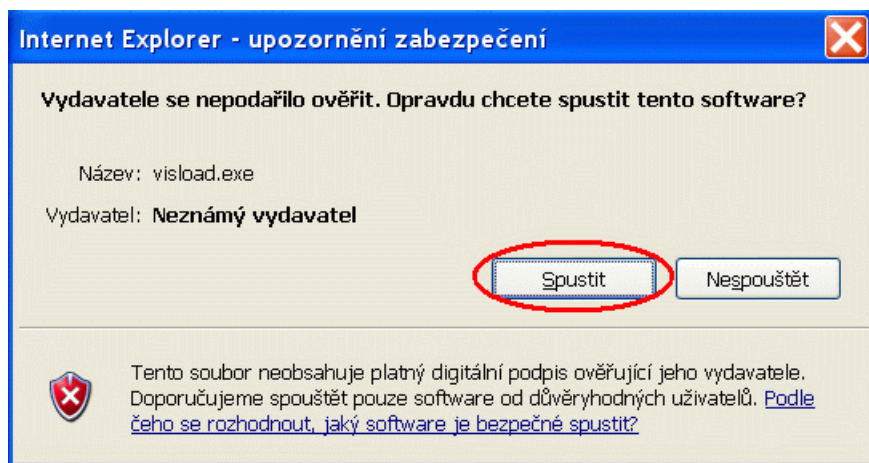 Internet Explorer - upozornění zabezpečení
Vydavatele se nepodařilo ověřit. Opravdu chcete spustit tento software?
Název: visload.exe
Vydavatel: Neznámý vydavatel
Spustit Nespouštět
Tento soubor neobsahuje platný digitální podpis ověřující jeho vydavatele.
Doporučujeme spouštět pouze software od důvěryhodných uživatelů. Podle
čeho se rozhodnout, jaký software je bezpečné spustit?